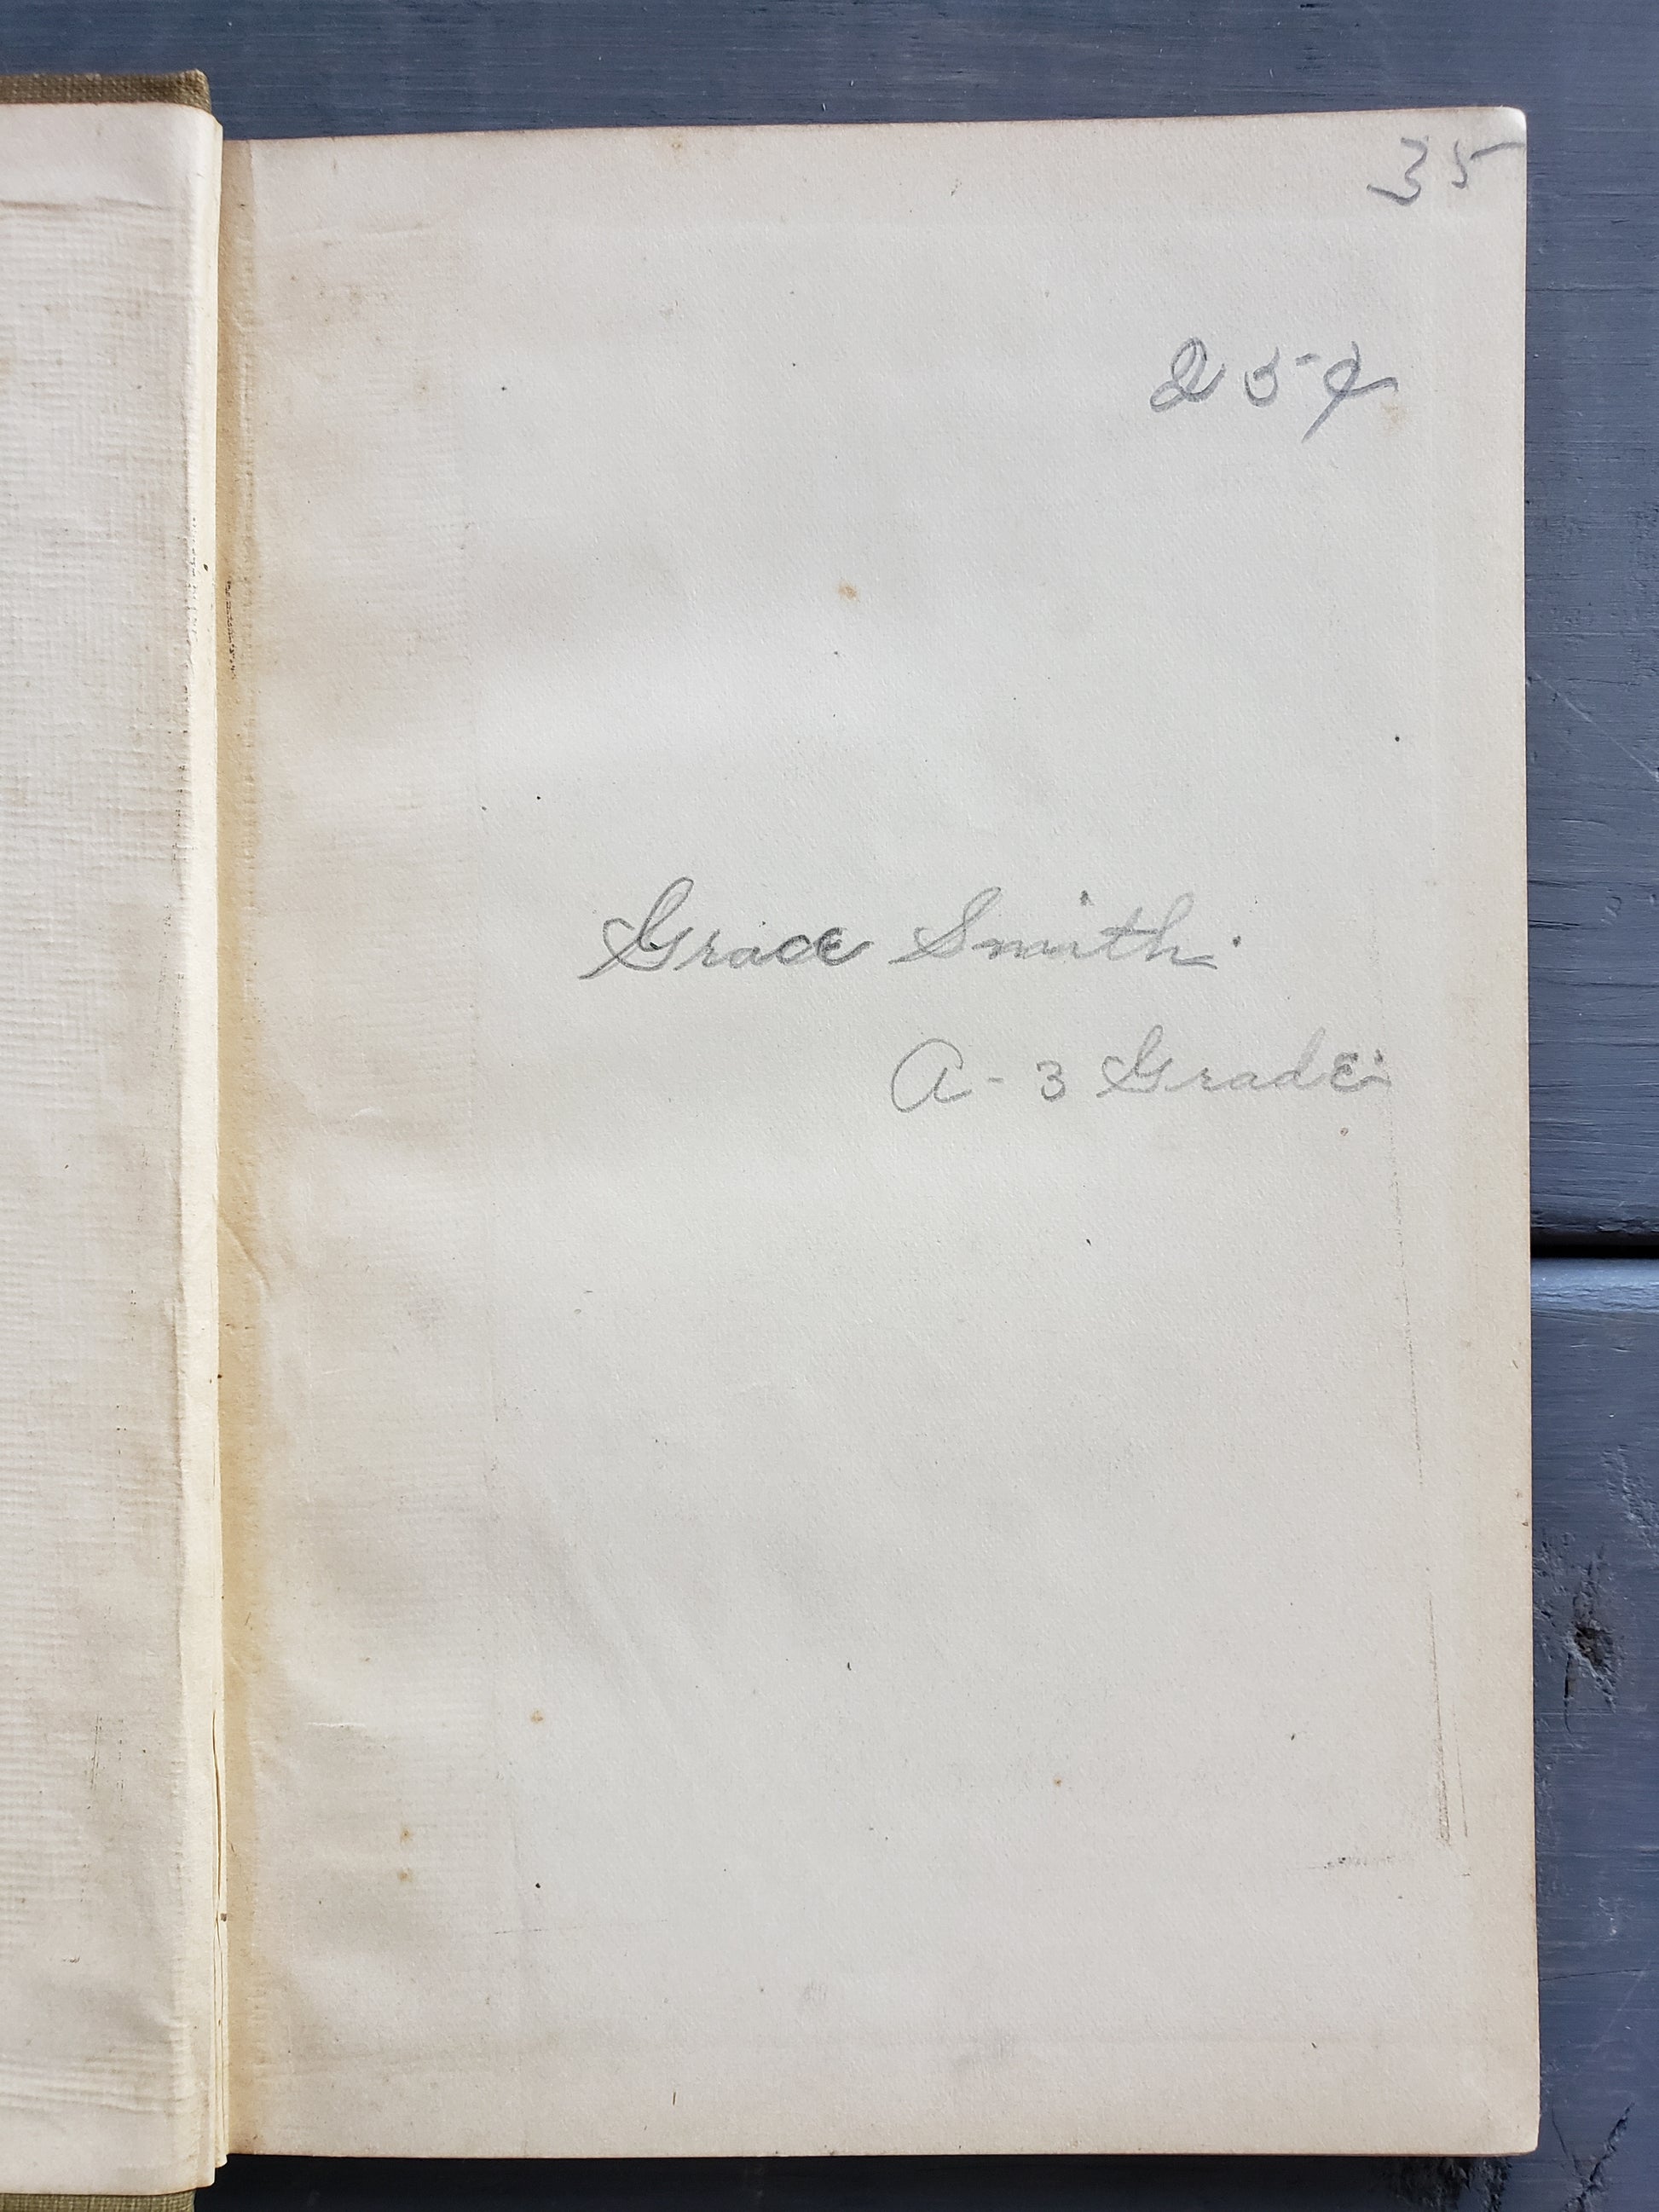 35
25¢
Grace Smith.
A-3 Grade.